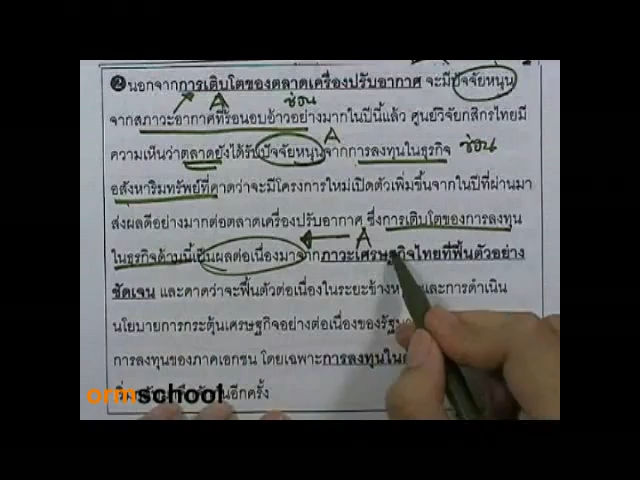 ❷ นอกจากการเติบโตของตลาดเครื่องปรับอากาศ จะมีปัจจัยหนุน
A ซ่อน
จากสภาวะอากาศที่ร้อนอบอ้าวอย่างมากในปีนี้แล้ว ศูนย์วิจัยกสิกรไทยมี
A
ความเห็นว่าตลาดยังได้รับปัจจัยหนุนจากการลงทุนในธุรกิจ ซ่อน
อสังหาริมทรัพย์ที่คาดว่าจะมีโครงการใหม่เปิดตัวเพิ่มขึ้นจากในปีที่ผ่านมา
ส่งผลดีอย่างมากต่อตลาดเครื่องปรับอากาศ ซึ่งการเติบโตของการลงทุน
A
ในธุรกิจด้านนี้เป็นผลต่อเนื่องมาจากภาวะเศรษฐกิจไทยที่ฟื้นตัวอย่าง
ชัดเจน และคาดว่าจะฟื้นตัวต่อเนื่องในระยะข้าง และการดำเนิน
นโยบายการกระตุ้นเศรษฐกิจอย่างต่อเนื่องของ
การลงทุนของภาคเอกชน โดยเฉพาะการลงทุนใน
อีกครั้ง
ormschool